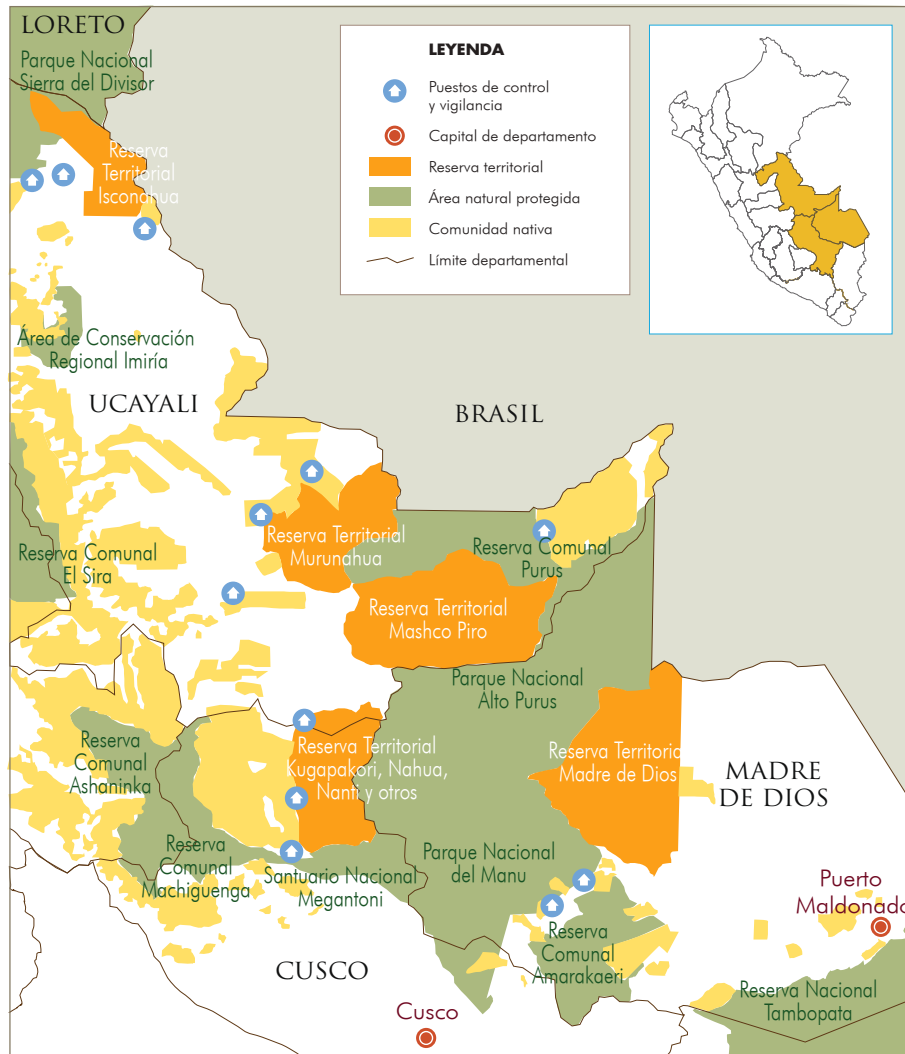 LORETO
Parque Nacional
Sierra del Divisor
Reserva
Territorial
Isconahua
LEYENDA
Puestos de control
y vigilancia
Capital de departamento
Reserva territorial
Área natural protegida
Comunidad nativa
Límite departamental
Área de Conservación
Regional Imiría
UCAYALI
BRASIL
Reserva Comunal
El Sira
Reserva Territorial
Murunahua
Reserva Comunal
Purus
Reserva Territorial
Mashco Piro
Parque Nacional
Alto Purus
Reserva
Comunal
Ashaninka
Reserva Territorial
Kugapakori, Nahua,
Nanti y otros
Reserva Territoria
Madre de Dios
MADRE
DE DIOS
Reserva
Comunal
Machiguenga
Santuario Nacional
Megantoni
Parque Nacional
del Manu
Puerto
Maldonado
Reserva
Comunal
Amarakaeri
CUSCO
Cusco
Reserva Nacional
Tambopata